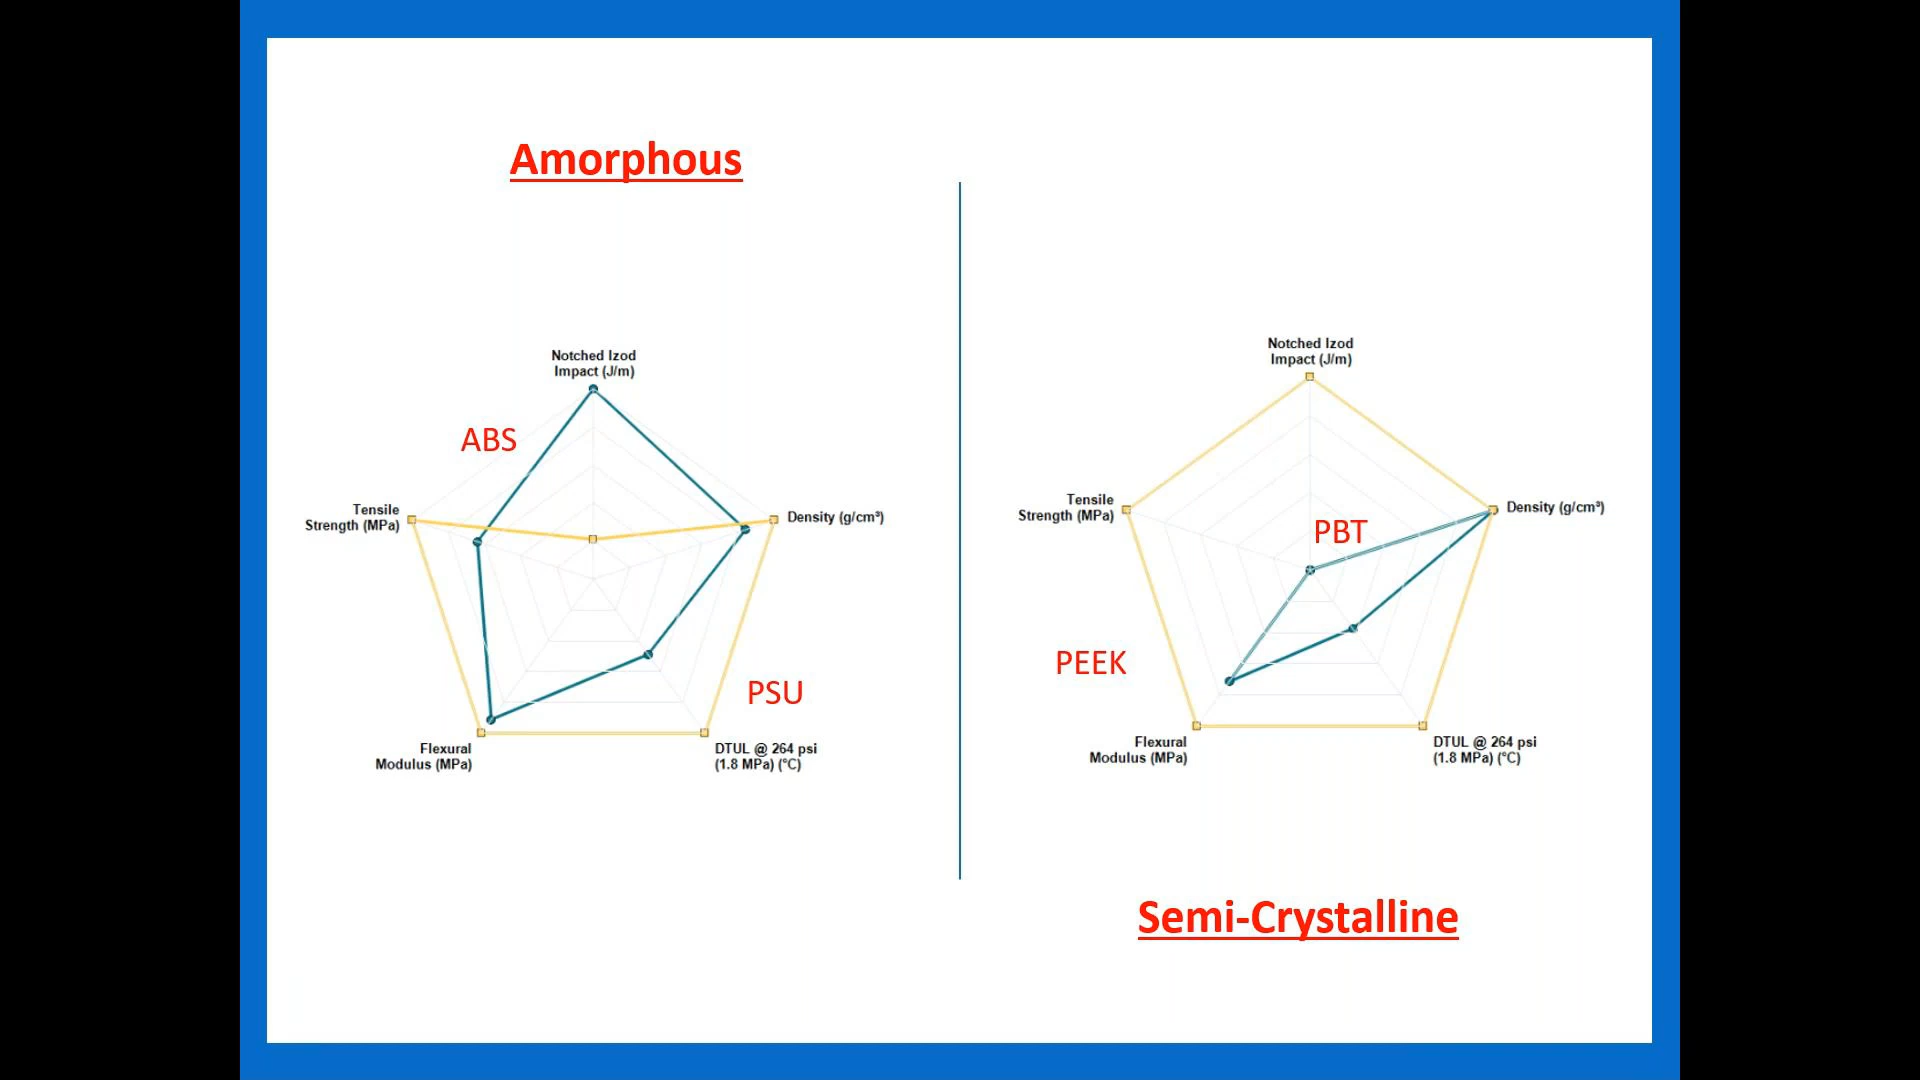 Amorphous
Notched Izod
Impact (J/m)
ABS
Tensile
Strength (MPa)
Density (g/cm³)
PSU
Flexural
Modulus (MPa)
DTUL @ 264 psi
(1.8 MPa) (°C)
Notched Izod
Impact (J/m)
Tensile
Strength (MPa)
Density (g/cm³)
PBT
PEEK
Flexural
Modulus (MPa)
DTUL @ 264 psi
(1.8 MPa) (°C)
Semi-Crystalline